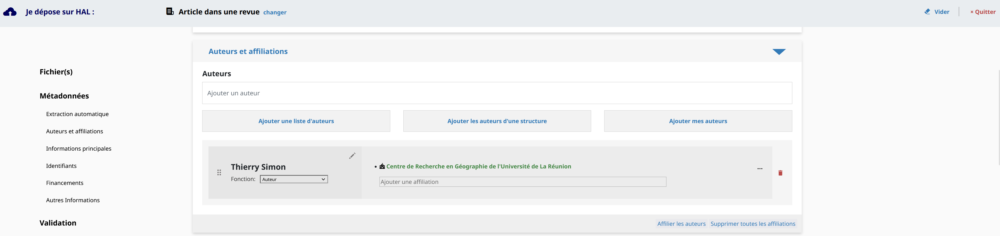 Je dépose sur HAL :
Article dans une revue changer
Vider
× Quitter
Fichier(s)
Métadonnées
Extraction automatique
Auteurs et affiliations
Informations principales
Identifiants
Financements
Autres Informations
Validation
Auteurs et affiliations
Auteurs
Ajouter un auteur
Ajouter une liste d'auteurs
Ajouter les auteurs d'une structure
Ajouter mes auteurs
Thierry Simon
Fonction: Auteur
• Centre de Recherche en Géographie de l'Université de La Réunion
Ajouter une affiliation
...
Affilier les auteurs Supprimer toutes les affiliations